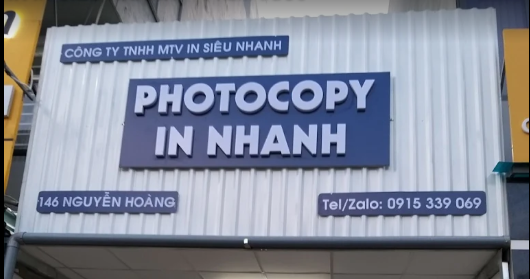 CÔNG TY TNHH MTV IN SIÊU NHANH
PHOTOCOPY
IN NHANH
146 NGUYỄN HOÀNG
Tel/Zalo: 0915 339 069